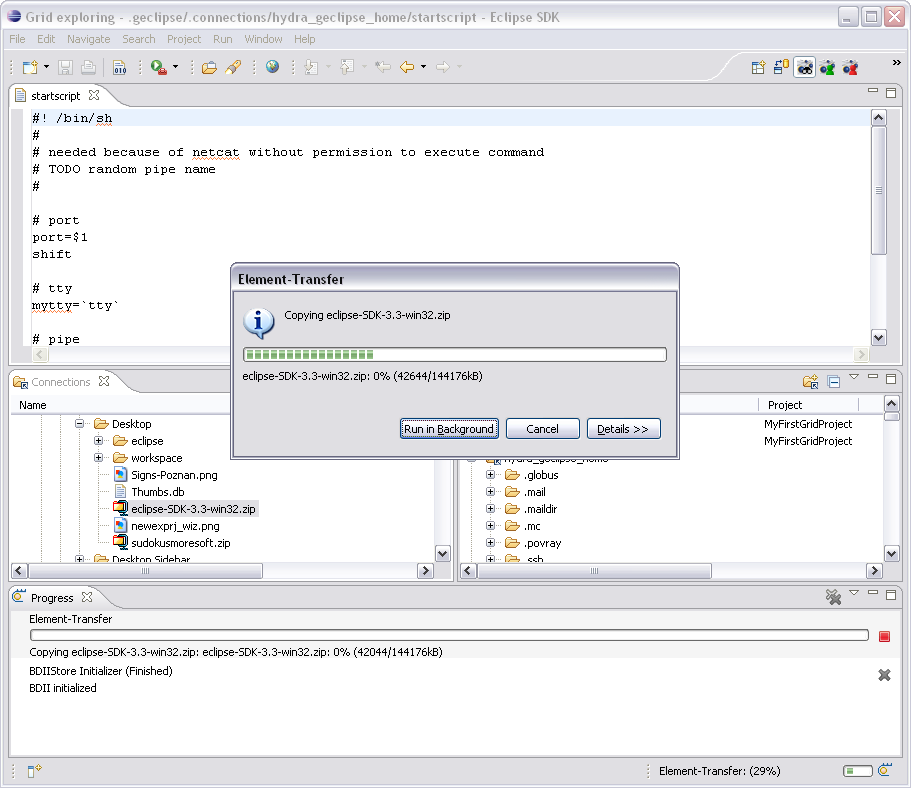 Grid exploring - .geclipse/.connections/hydra_geclipse_home/startscript - Eclipse SDK
File Edit Navigate Search Project Run Window Help
010
»
startscript
#! /bin/sh
#
# needed because of netcat without permission to execute command
# TODO random pipe name
#
# port
port=$1
shift
# tty
mytty=`tty`
# pipe
Element-Transfer
Copying eclipse-SDK-3.3-win32.zip
eclipse-SDK-3.3-win32.zip: 0% (42644/144176kB)
Run in Background Cancel Details >>
Connections
Name
Desktop
eclipse
workspace
Signs-Poznan.png
Thumbs.db
eclipse-SDK-3.3-win32.zip
newexprj_wiz.png
sudokusmoresoft.zip
Desktop Sidebar
Project
MyFirstGridProject
MyFirstGridProject
hydra_geclipse_home
.globus
.mail
.maildir
.mc
.povray
.ssh
Progress
Element-Transfer
Copying eclipse-SDK-3.3-win32.zip: eclipse-SDK-3.3-win32.zip: 0% (42044/144176kB)
BDIIStore Initializer (Finished)
BDII initialized
Element-Transfer: (29%)